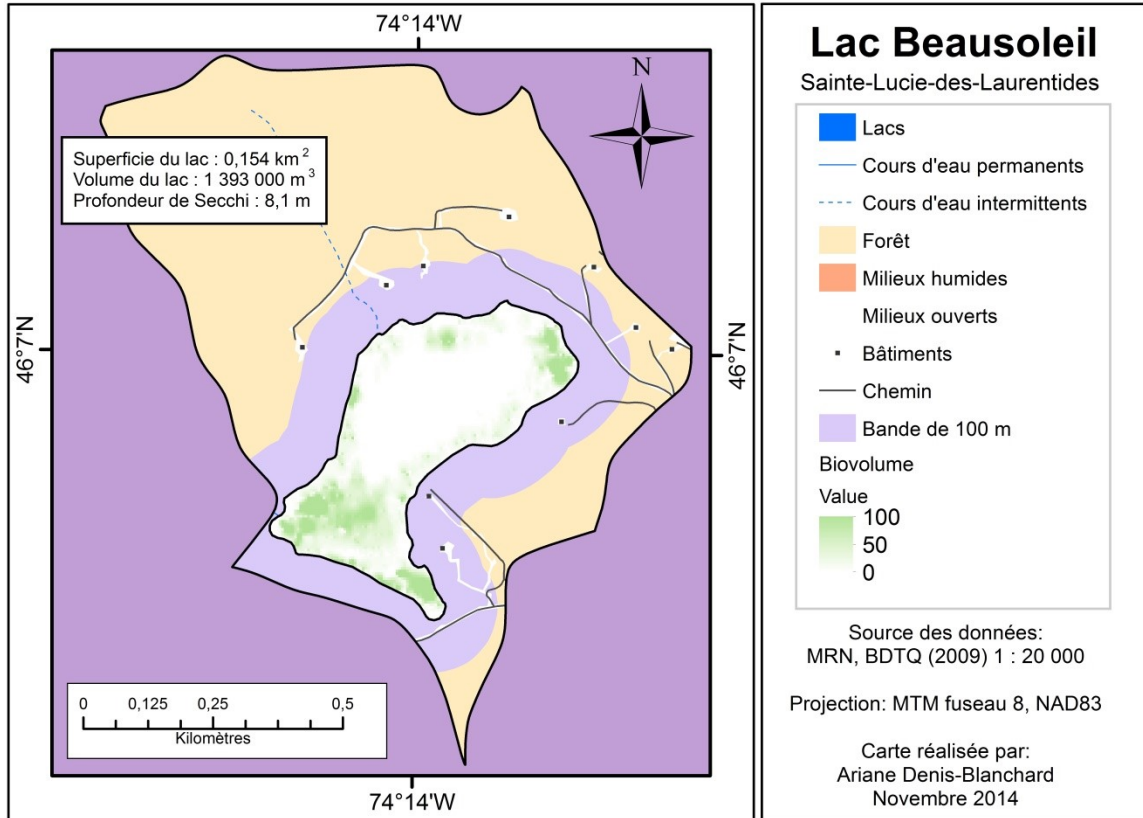 74°14'W
N
Superficie du lac : 0,154 km²
Volume du lac : 1 393 000 m³
Profondeur de Secchi : 8,1 m
46°7'N
46°7'N
0 0,125 0,25 0,5
Kilomètres
74°14'W
Lac Beausoleil
Sainte-Lucie-des-Laurentides
Lacs
Cours d'eau permanents
Cours d'eau intermittents
Forêt
Milieux humides
Milieux ouverts
Bâtiments
Chemin
Bande de 100 m
Biovolume
Value
100
50
0
Source des données:
MRN, BDTQ (2009) 1 : 20 000
Projection: MTM fuseau 8, NAD83
Carte réalisée par:
Ariane Denis-Blanchard
Novembre 2014